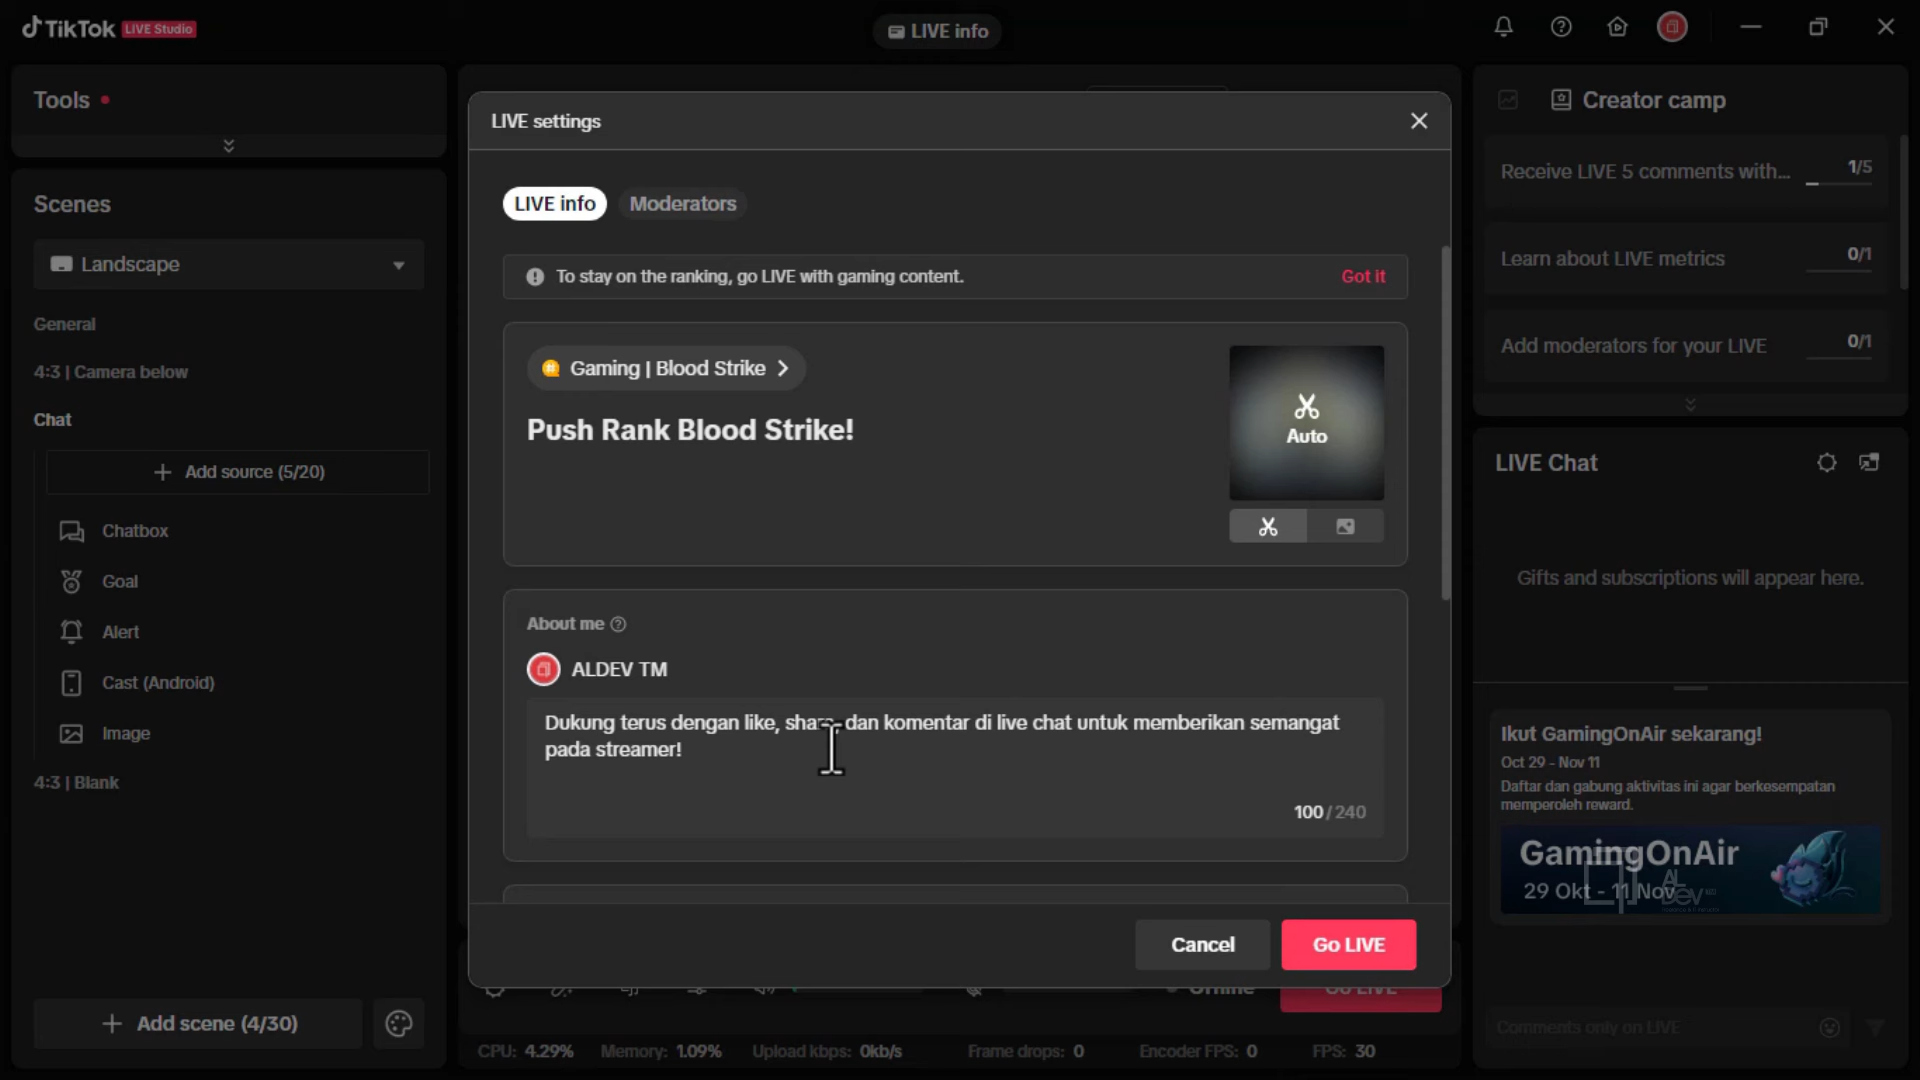 TikTok LIVE Studio
LIVE info
Tools
Scenes
Landscape
General
4:3 | Camera below
Chat
Add source (5/20)
Chatbox
Goal
Alert
Cast (Android)
Image
4:3 | Blank
Add scene (4/30)
LIVE settings
LIVE info
Moderators
To stay on the ranking, go LIVE with gaming content.
Got it
Gaming | Blood Strike
Push Rank Blood Strike!
Auto
About me
ALDEV TM
Dukung terus dengan like, share, dan komentar di live chat untuk memberikan semangat
pada streamer!
100/240
Cancel
Go LIVE
Offline
Go LIVE
CPU: 4.29%
Memory: 1.09%
Upload kbps: 0kb/s
Frame drops: 0
Encoder FPS: 0
FPS: 30
Creator camp
Receive LIVE 5 comments with...
1/5
Learn about LIVE metrics
0/1
Add moderators for your LIVE
0/1
LIVE Chat
Gifts and subscriptions will appear here.
Ikut GamingOnAir sekarang!
Oct 29 - Nov 11
Daftar dan gabung aktivitas ini agar berkesempatan
memperoleh reward.
GamingOnAir
29 Okt - 11 Nov
AL
DEV
Comments only on LIVE